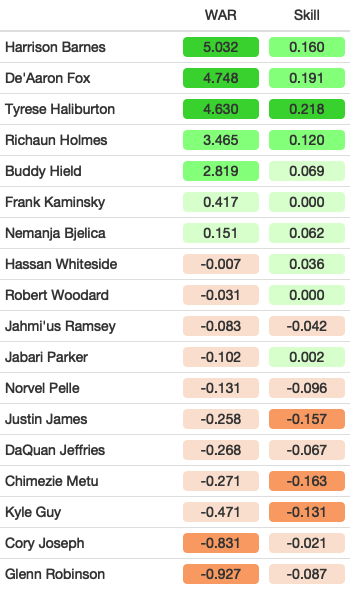 WAR Skill
Harrison Barnes 5.032 0.160
De'Aaron Fox 4.748 0.191
Tyrese Haliburton 4.630 0.218
Richaun Holmes 3.465 0.120
Buddy Hield 2.819 0.069
Frank Kaminsky 0.417 0.000
Nemanja Bjelica 0.151 0.062
Hassan Whiteside -0.007 0.036
Robert Woodard -0.031 0.000
Jahmi'us Ramsey -0.083 -0.042
Jabari Parker -0.102 0.002
Norvel Pelle -0.131 -0.096
Justin James -0.258 -0.157
DaQuan Jeffries -0.268 -0.067
Chimezie Metu -0.271 -0.163
Kyle Guy -0.471 -0.131
Cory Joseph -0.831 -0.021
Glenn Robinson -0.927 -0.087